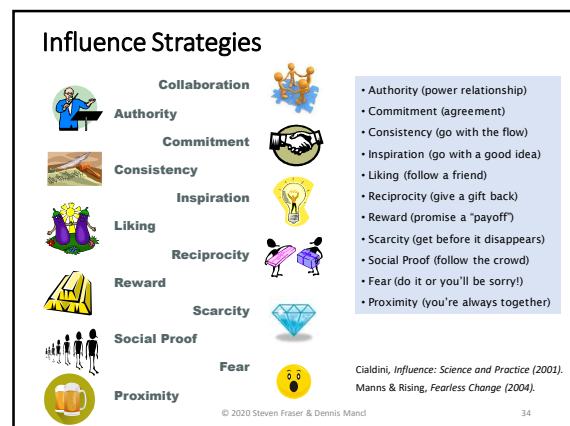 Influence Strategies
Collaboration
Authority
Commitment
Consistency
Inspiration
Liking
Reciprocity
Reward
Scarcity
Social Proof
Fear
Proximity
• Authority (power relationship)
• Commitment (agreement)
• Consistency (go with the flow)
• Inspiration (go with a good idea)
• Liking (follow a friend)
• Reciprocity (give a gift back)
• Reward (promise a “payoff”)
• Scarcity (get before it disappears)
• Social Proof (follow the crowd)
• Fear (do it or you’ll be sorry!)
• Proximity (you’re always together)
Cialdini, Influence: Science and Practice (2001).
Manns & Rising, Fearless Change (2004).
© 2020 Steven Fraser & Dennis Mancl
34